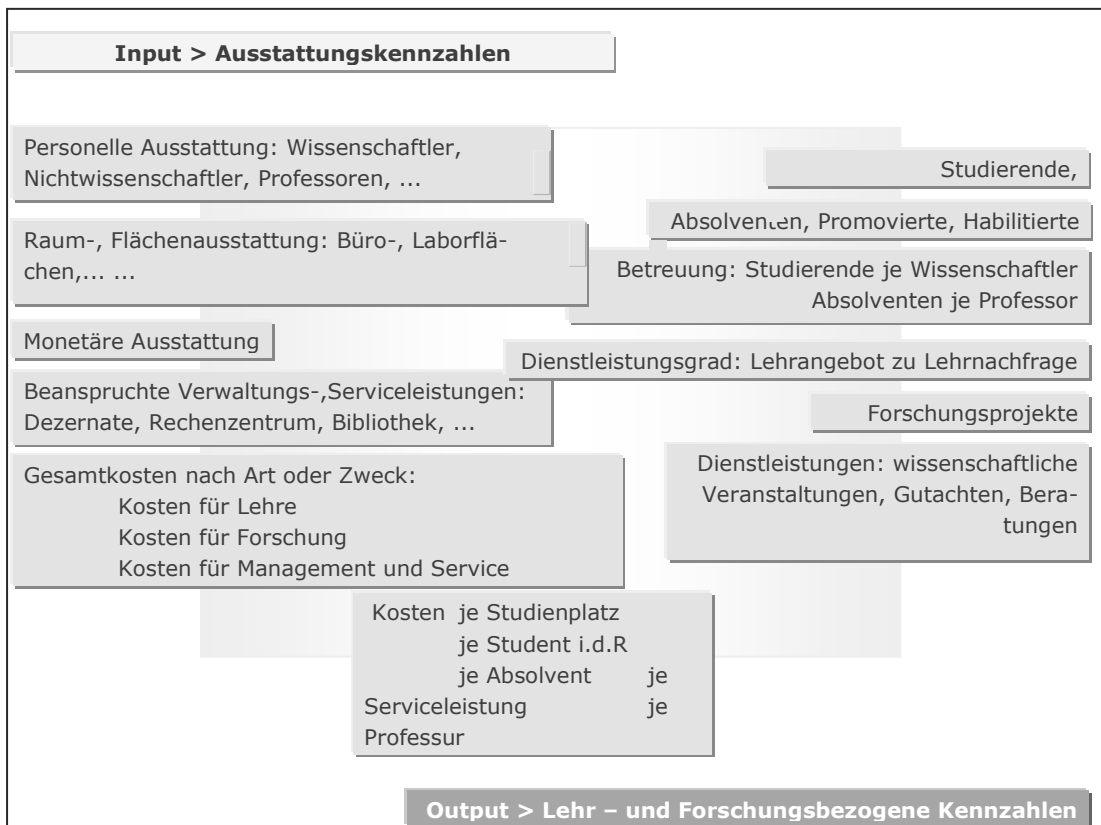 Input > Ausstattungskennzahlen
Personelle Ausstattung: Wissenschaftler,
Nichtwissenschaftler, Professoren, ...
Raum-, Flächenausstattung: Büro-, Laborflä-
chen,... ...
Monetäre Ausstattung
Beanspruchte Verwaltungs-,Serviceleistungen:
Dezernate, Rechenzentrum, Bibliothek, ...
Gesamtkosten nach Art oder Zweck:
Kosten für Lehre
Kosten für Forschung
Kosten für Management und Service
Studierende,
Absolventen, Promovierte, Habilitierte
Betreuung: Studierende je Wissenschaftler
Absolventen je Professor
Dienstleistungsgrad: Lehrangebot zu Lehrnachfrage
Forschungsprojekte
Dienstleistungen: wissenschaftliche
Veranstaltungen, Gutachten, Bera-
tungen
Kosten je Studienplatz
je Student i.d.R
je Absolvent je
Serviceleistung je
Professur
Output > Lehr – und Forschungsbezogene Kennzahlen